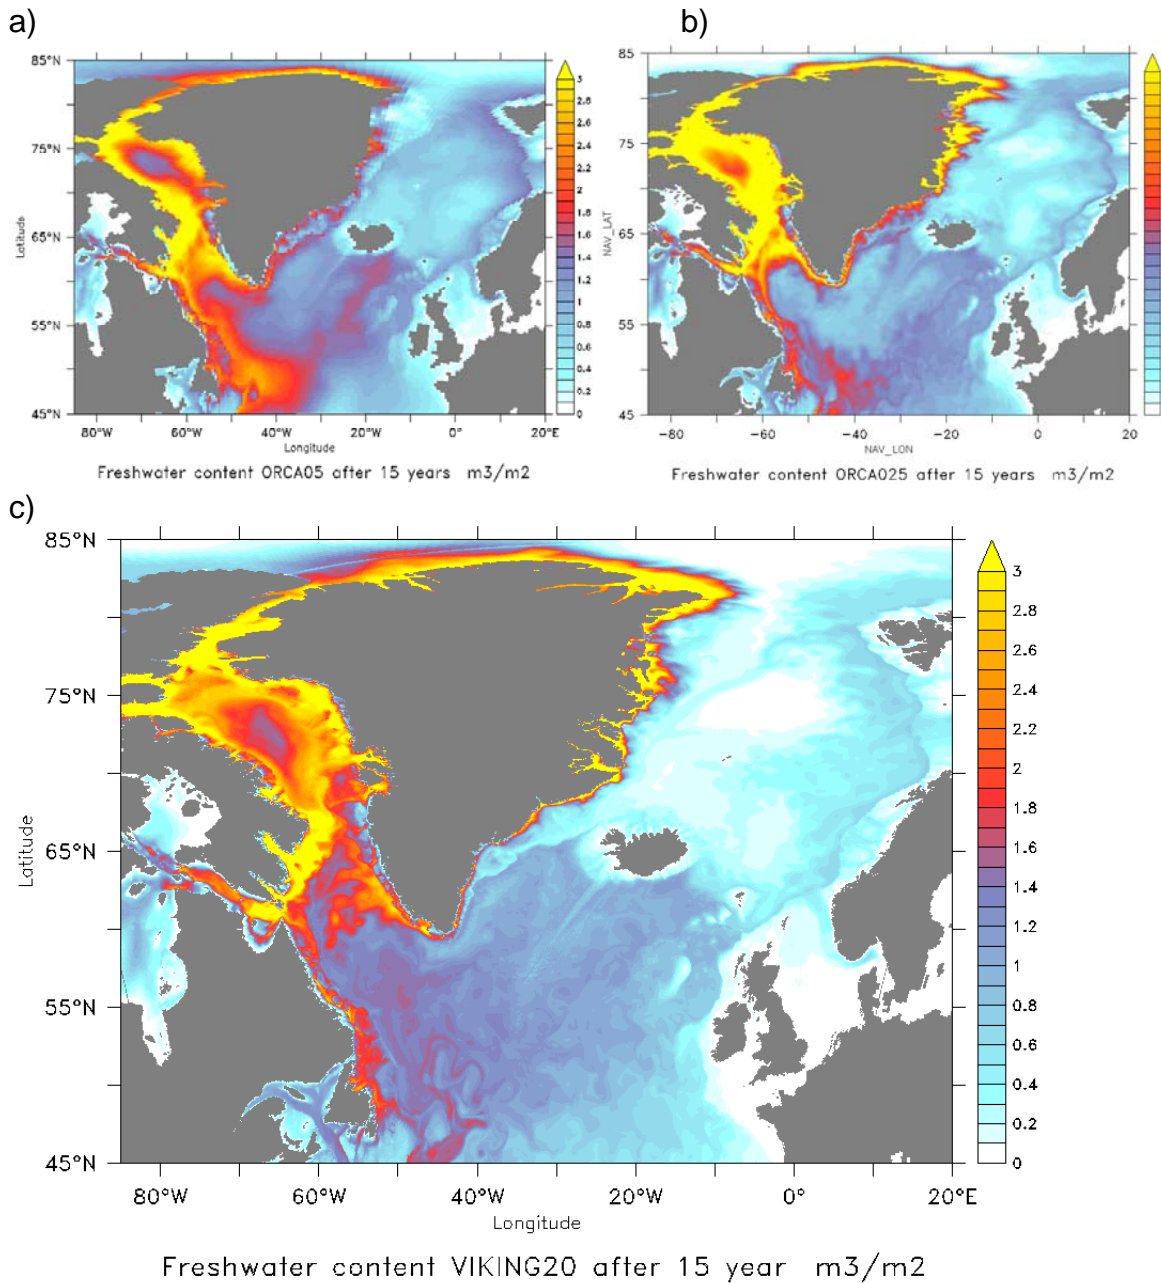 a)
85°N
75°N
65°N
55°N
45°N
Latitude
80°W
60°W
40°W
20°W
0°
20°E
Longitude
3
2.8
2.6
2.4
2.2
2
1.8
1.6
1.4
1.2
1
0.8
0.6
0.4
0.2
0
Freshwater content ORCA05 after 15 years m3/m2
b)
85
75
65
55
45
NAV_LAT
−80
−60
−40
−20
0
20
NAV_LON
Freshwater content ORCA025 after 15 years m3/m2
c)
85°N
75°N
65°N
55°N
45°N
Latitude
80°W
60°W
40°W
20°W
0°
20°E
Longitude
3
2.8
2.6
2.4
2.2
2
1.8
1.6
1.4
1.2
1
0.8
0.6
0.4
0.2
0
Freshwater content VIKING20 after 15 year m3/m2